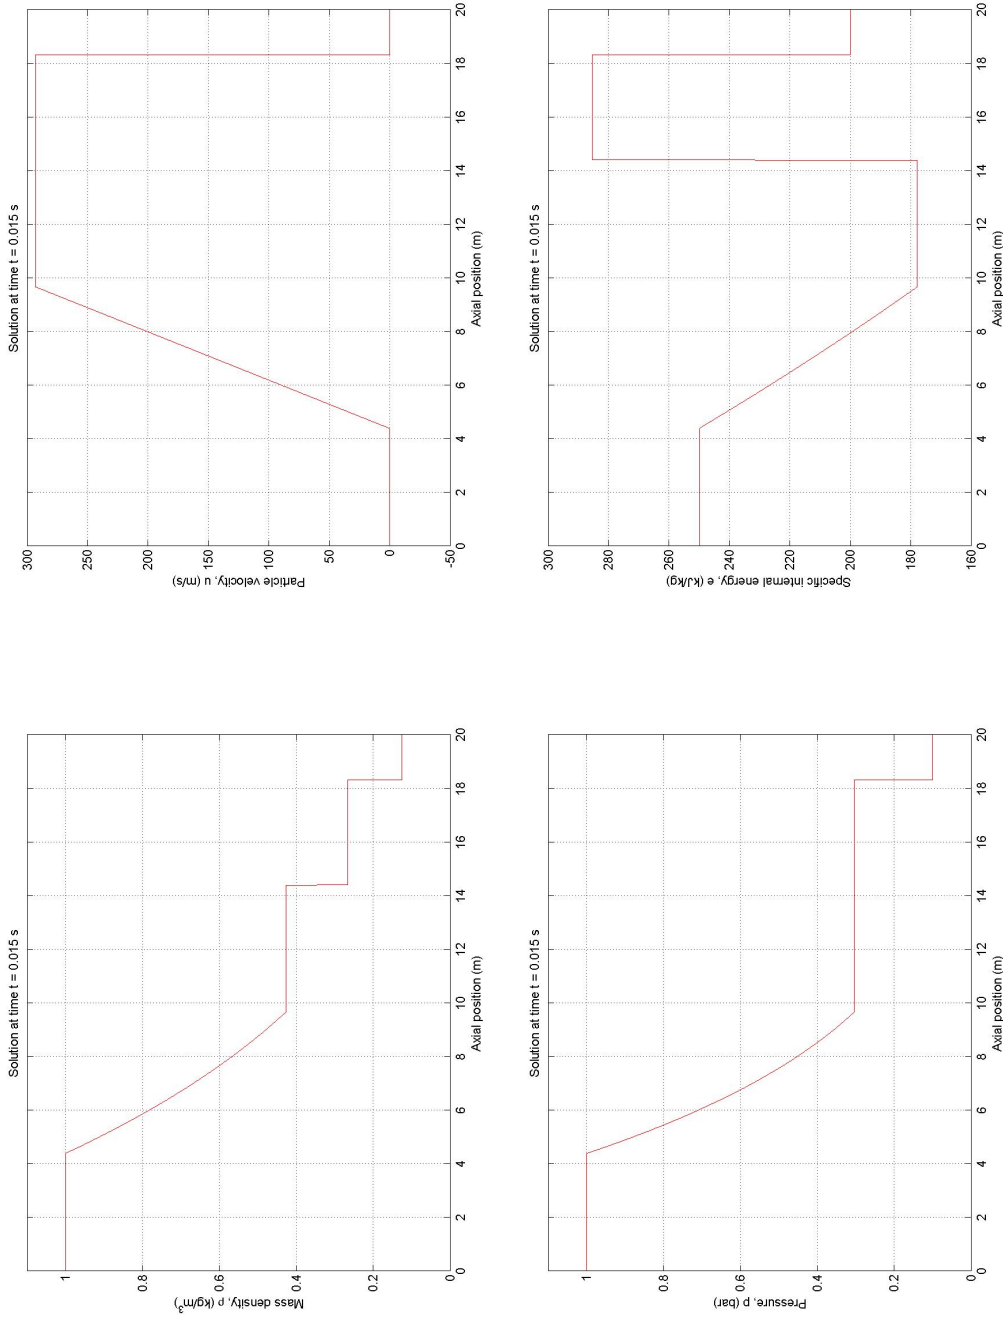 Solution at time t = 0.015 s
1
0.8
0.6
0.4
0.2
0
Mass density, ρ (kg/m³)
0 2 4 6 8 10 12 14 16 18 20
Axial position (m)
Solution at time t = 0.015 s
300
250
200
150
100
50
0
-50
Particle velocity, u (m/s)
0 2 4 6 8 10 12 14 16 18 20
Axial position (m)
Solution at time t = 0.015 s
1
0.8
0.6
0.4
0.2
0
Pressure, p (bar)
0 2 4 6 8 10 12 14 16 18 20
Axial position (m)
Solution at time t = 0.015 s
300
280
260
240
220
200
180
160
Specific internal energy, e (kJ/kg)
0 2 4 6 8 10 12 14 16 18 20
Axial position (m)